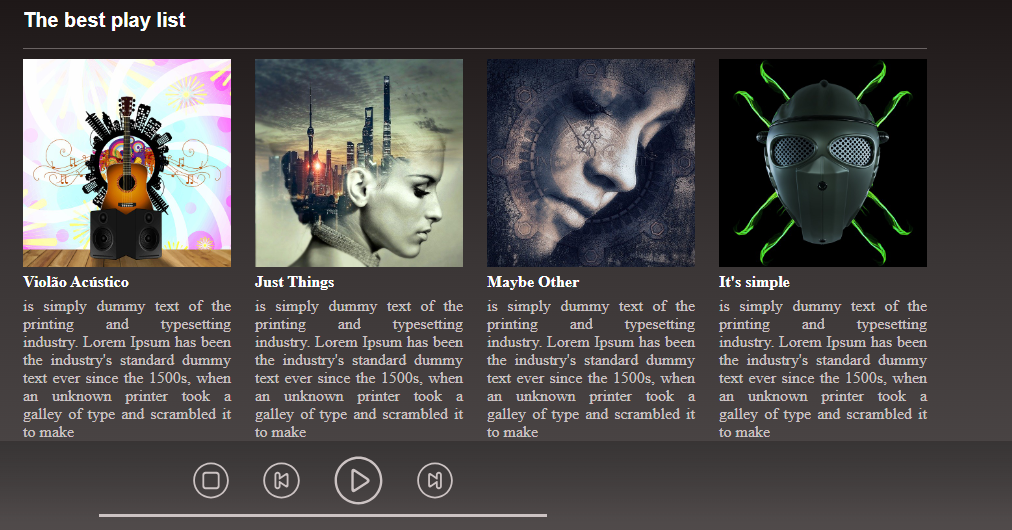 The best play list
Violão Acústico
is simply dummy text of the
printing and typesetting
industry. Lorem Ipsum has been
the industry's standard dummy
text ever since the 1500s, when
an unknown printer took a
galley of type and scrambled it
to make
Just Things
is simply dummy text of the
printing and typesetting
industry. Lorem Ipsum has been
the industry's standard dummy
text ever since the 1500s, when
an unknown printer took a
galley of type and scrambled it
to make
Maybe Other
is simply dummy text of the
printing and typesetting
industry. Lorem Ipsum has been
the industry's standard dummy
text ever since the 1500s, when
an unknown printer took a
galley of type and scrambled it
to make
It's simple
is simply dummy text of the
printing and typesetting
industry. Lorem Ipsum has been
the industry's standard dummy
text ever since the 1500s, when
an unknown printer took a
galley of type and scrambled it
to make